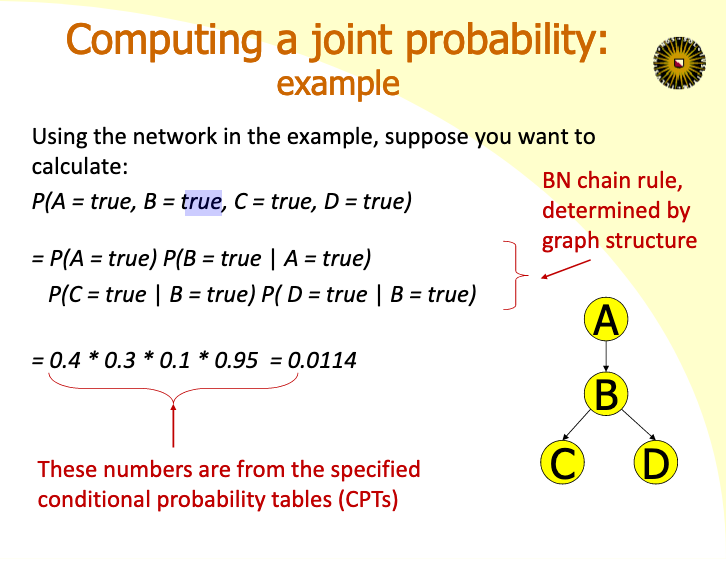 Computing a joint probability:
example
Using the network in the example, suppose you want to
calculate:
P(A = true, B = true, C = true, D = true)
BN chain rule,
determined by
graph structure
= P(A = true) P(B = true | A = true)
P(C = true | B = true) P( D = true | B = true)
= 0.4 * 0.3 * 0.1 * 0.95 = 0.0114
These numbers are from the specified
conditional probability tables (CPTs)
A
B
C D